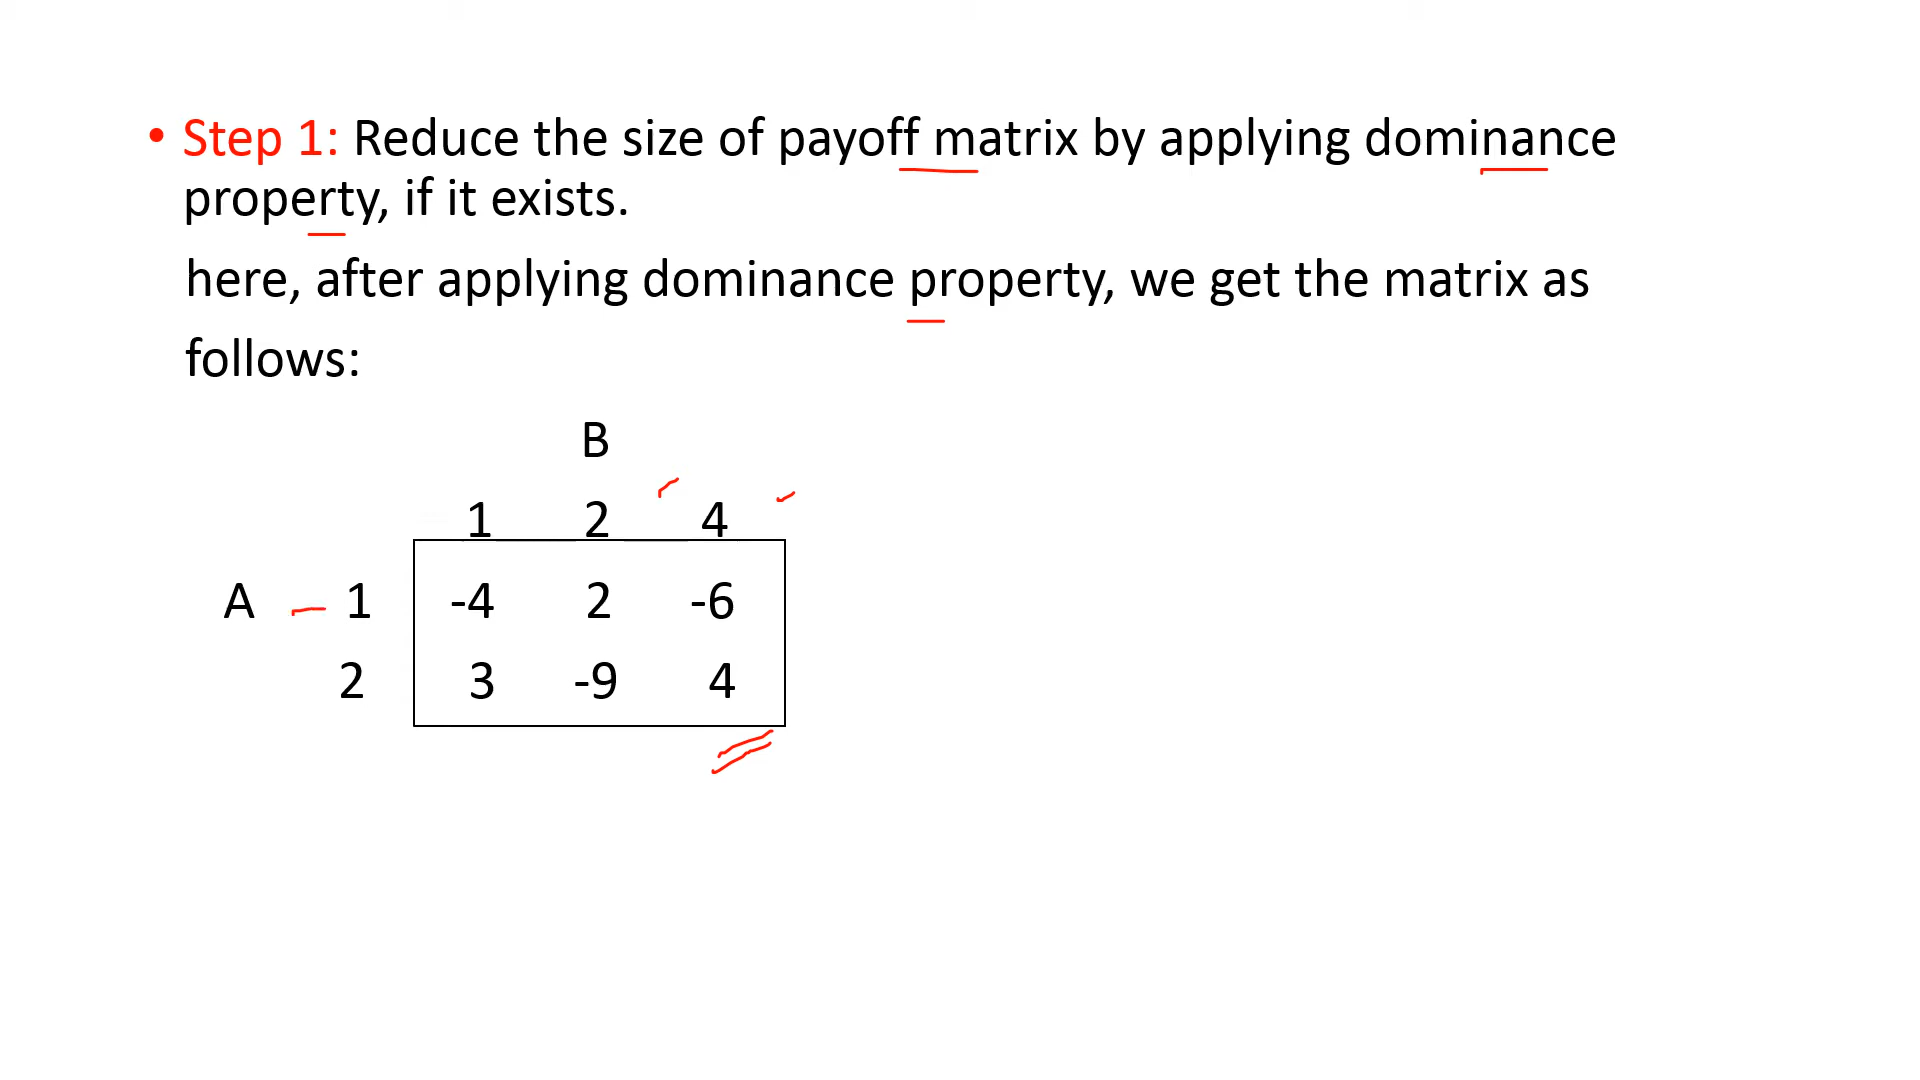 • Step 1: Reduce the size of payoff matrix by applying dominance
property, if it exists.
here, after applying dominance property, we get the matrix as
follows:
B
1 2 4
A 1 -4 2 -6
2 3 -9 4